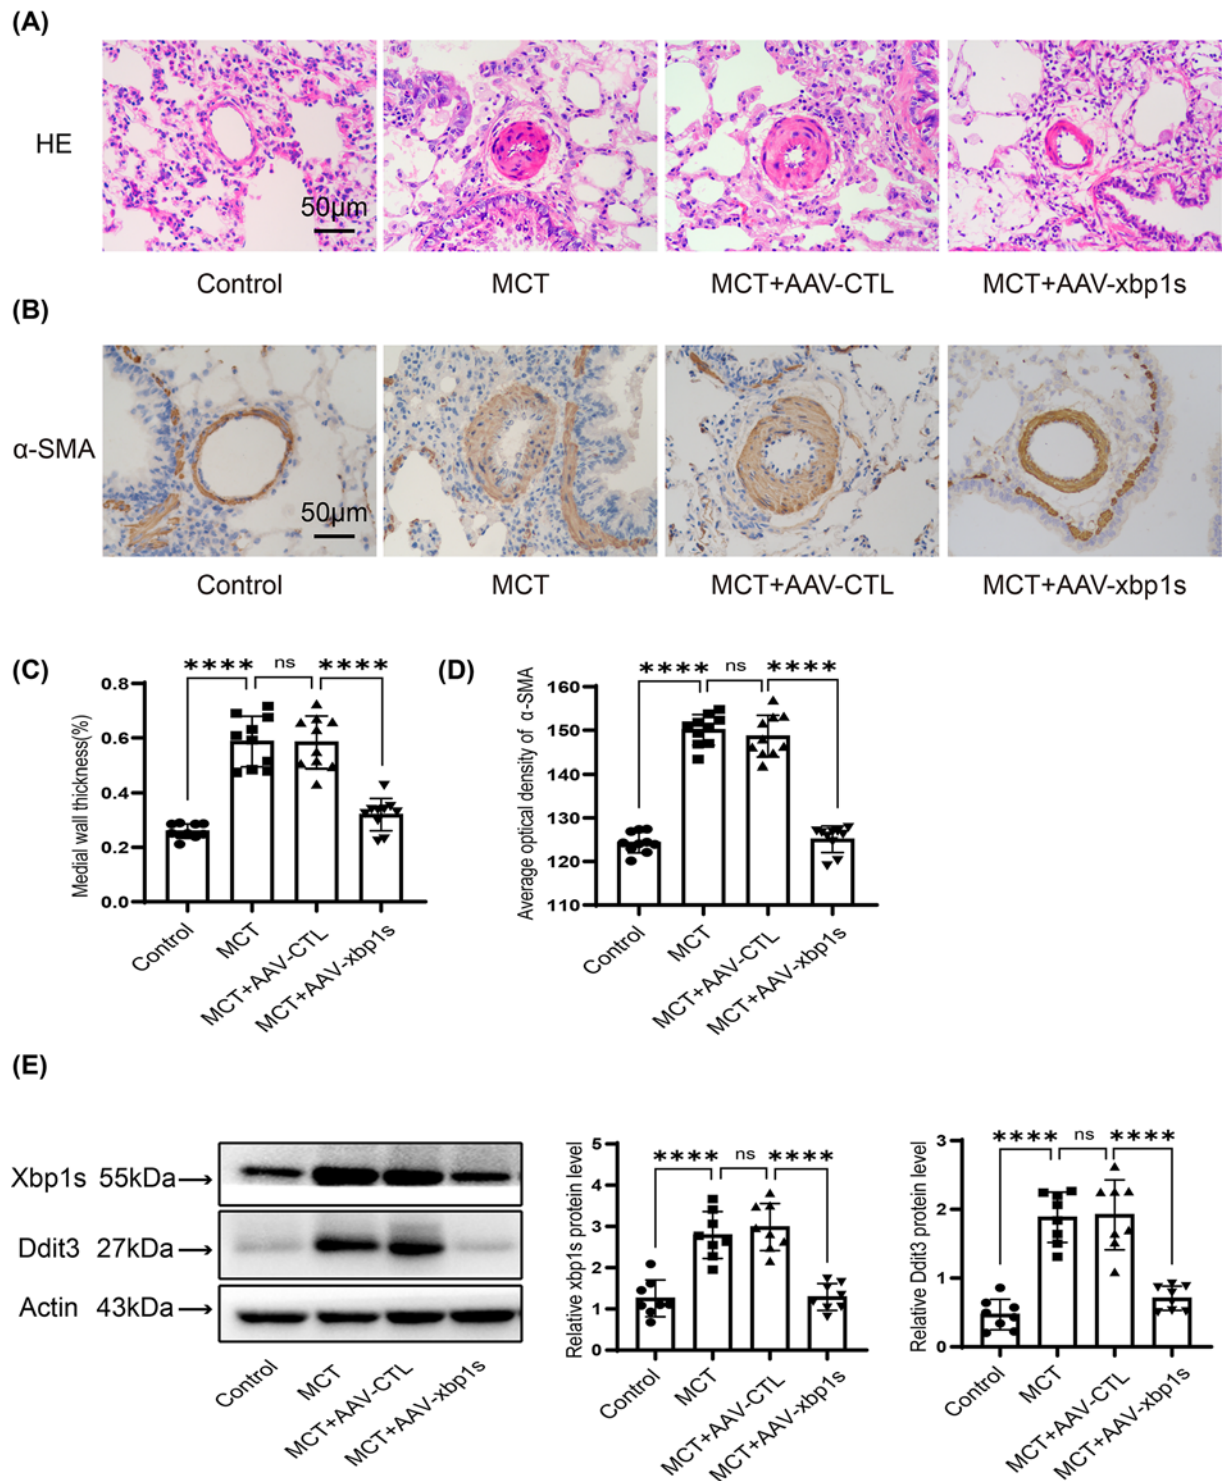 (A)
HE
50μm
Control
MCT
MCT+AAV-CTL
MCT+AAV-xbp1s
(B)
α-SMA
50μm
Control
MCT
MCT+AAV-CTL
MCT+AAV-xbp1s
(C)
Medial wall thickness(%)
0.8
0.6
0.4
0.2
0.0
**** ns ****
Control
MCT
MCT+AAV-CTL
MCT+AAV-xbp1s
(D)
Average optical density of α-SMA
160
150
140
130
120
110
**** ns ****
Control
MCT
MCT+AAV-CTL
MCT+AAV-xbp1s
(E)
Xbp1s 55kDa→
Ddit3 27kDa→
Actin 43kDa→
Control
MCT
MCT+AAV-CTL
MCT+AAV-xbp1s
Relative xbp1s protein level
5
4
3
2
1
0
**** ns ****
Control
MCT
MCT+AAV-CTL
MCT+AAV-xbp1s
Relative Ddit3 protein level
3
2
1
0
**** ns ****
Control
MCT
MCT+AAV-CTL
MCT+AAV-xbp1s